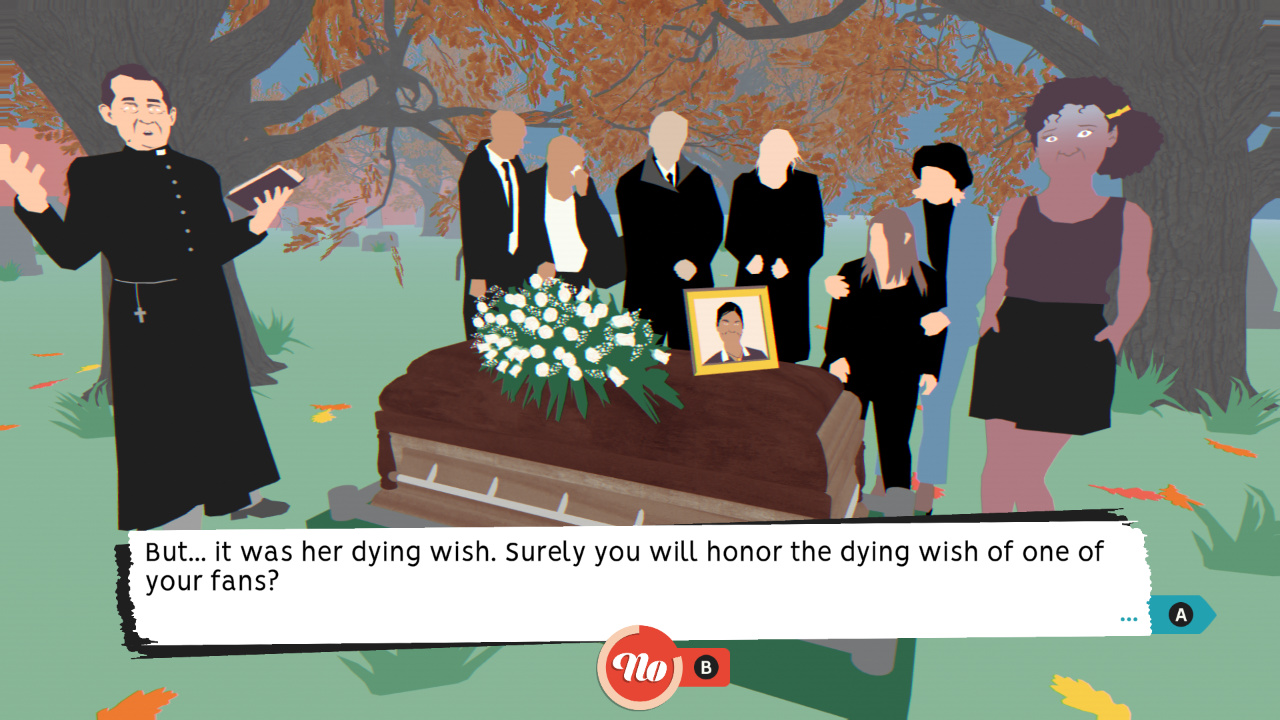 But... it was her dying wish. Surely you will honor the dying wish of one of
your fans?
... A
No B